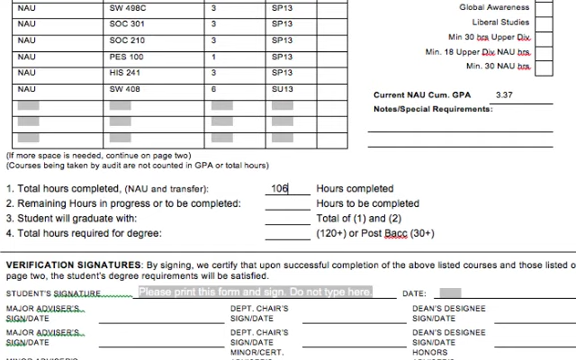 NAU SW 498C 3 SP13
NAU SOC 301 3 SP13
NAU SOC 210 3 SP13
NAU PES 100 1 SP13
NAU HIS 241 3 SP13
NAU SW 408 6 SU13
Global Awareness
Liberal Studies
Min 30 hrs Upper Div.
Min. 18 Upper Div. NAU hrs.
Min. 30 NAU hrs.
Current NAU Cum. GPA 3.37
Notes/Special Requirements:
(If more space is needed, continue on page two)
(Courses being taken by audit are not counted in GPA or total hours)
1. Total hours completed, (NAU and transfer): 106 Hours completed
2. Remaining Hours in progress or to be completed: Hours to be completed
3. Student will graduate with: Total of (1) and (2)
4. Total hours required for degree: (120+) or Post Bacc (30+)
VERIFICATION SIGNATURES: By signing, we certify that upon successful completion of the above listed courses and those listed o
page two, the student's degree requirements will be satisfied.
STUDENT'S SIGNATURE Please print this form and sign. Do not type here. DATE:
MAJOR ADVISER'S DEPT. CHAIR'S DEAN'S DESIGNEE
SIGN/DATE SIGN/DATE SIGN/DATE
MAJOR ADVISER'S DEPT. CHAIR'S DEAN'S DESIGNEE
SIGN/DATE SIGN/DATE SIGN/DATE
MINOR ADVISER'S MINOR/CERT. HONORS